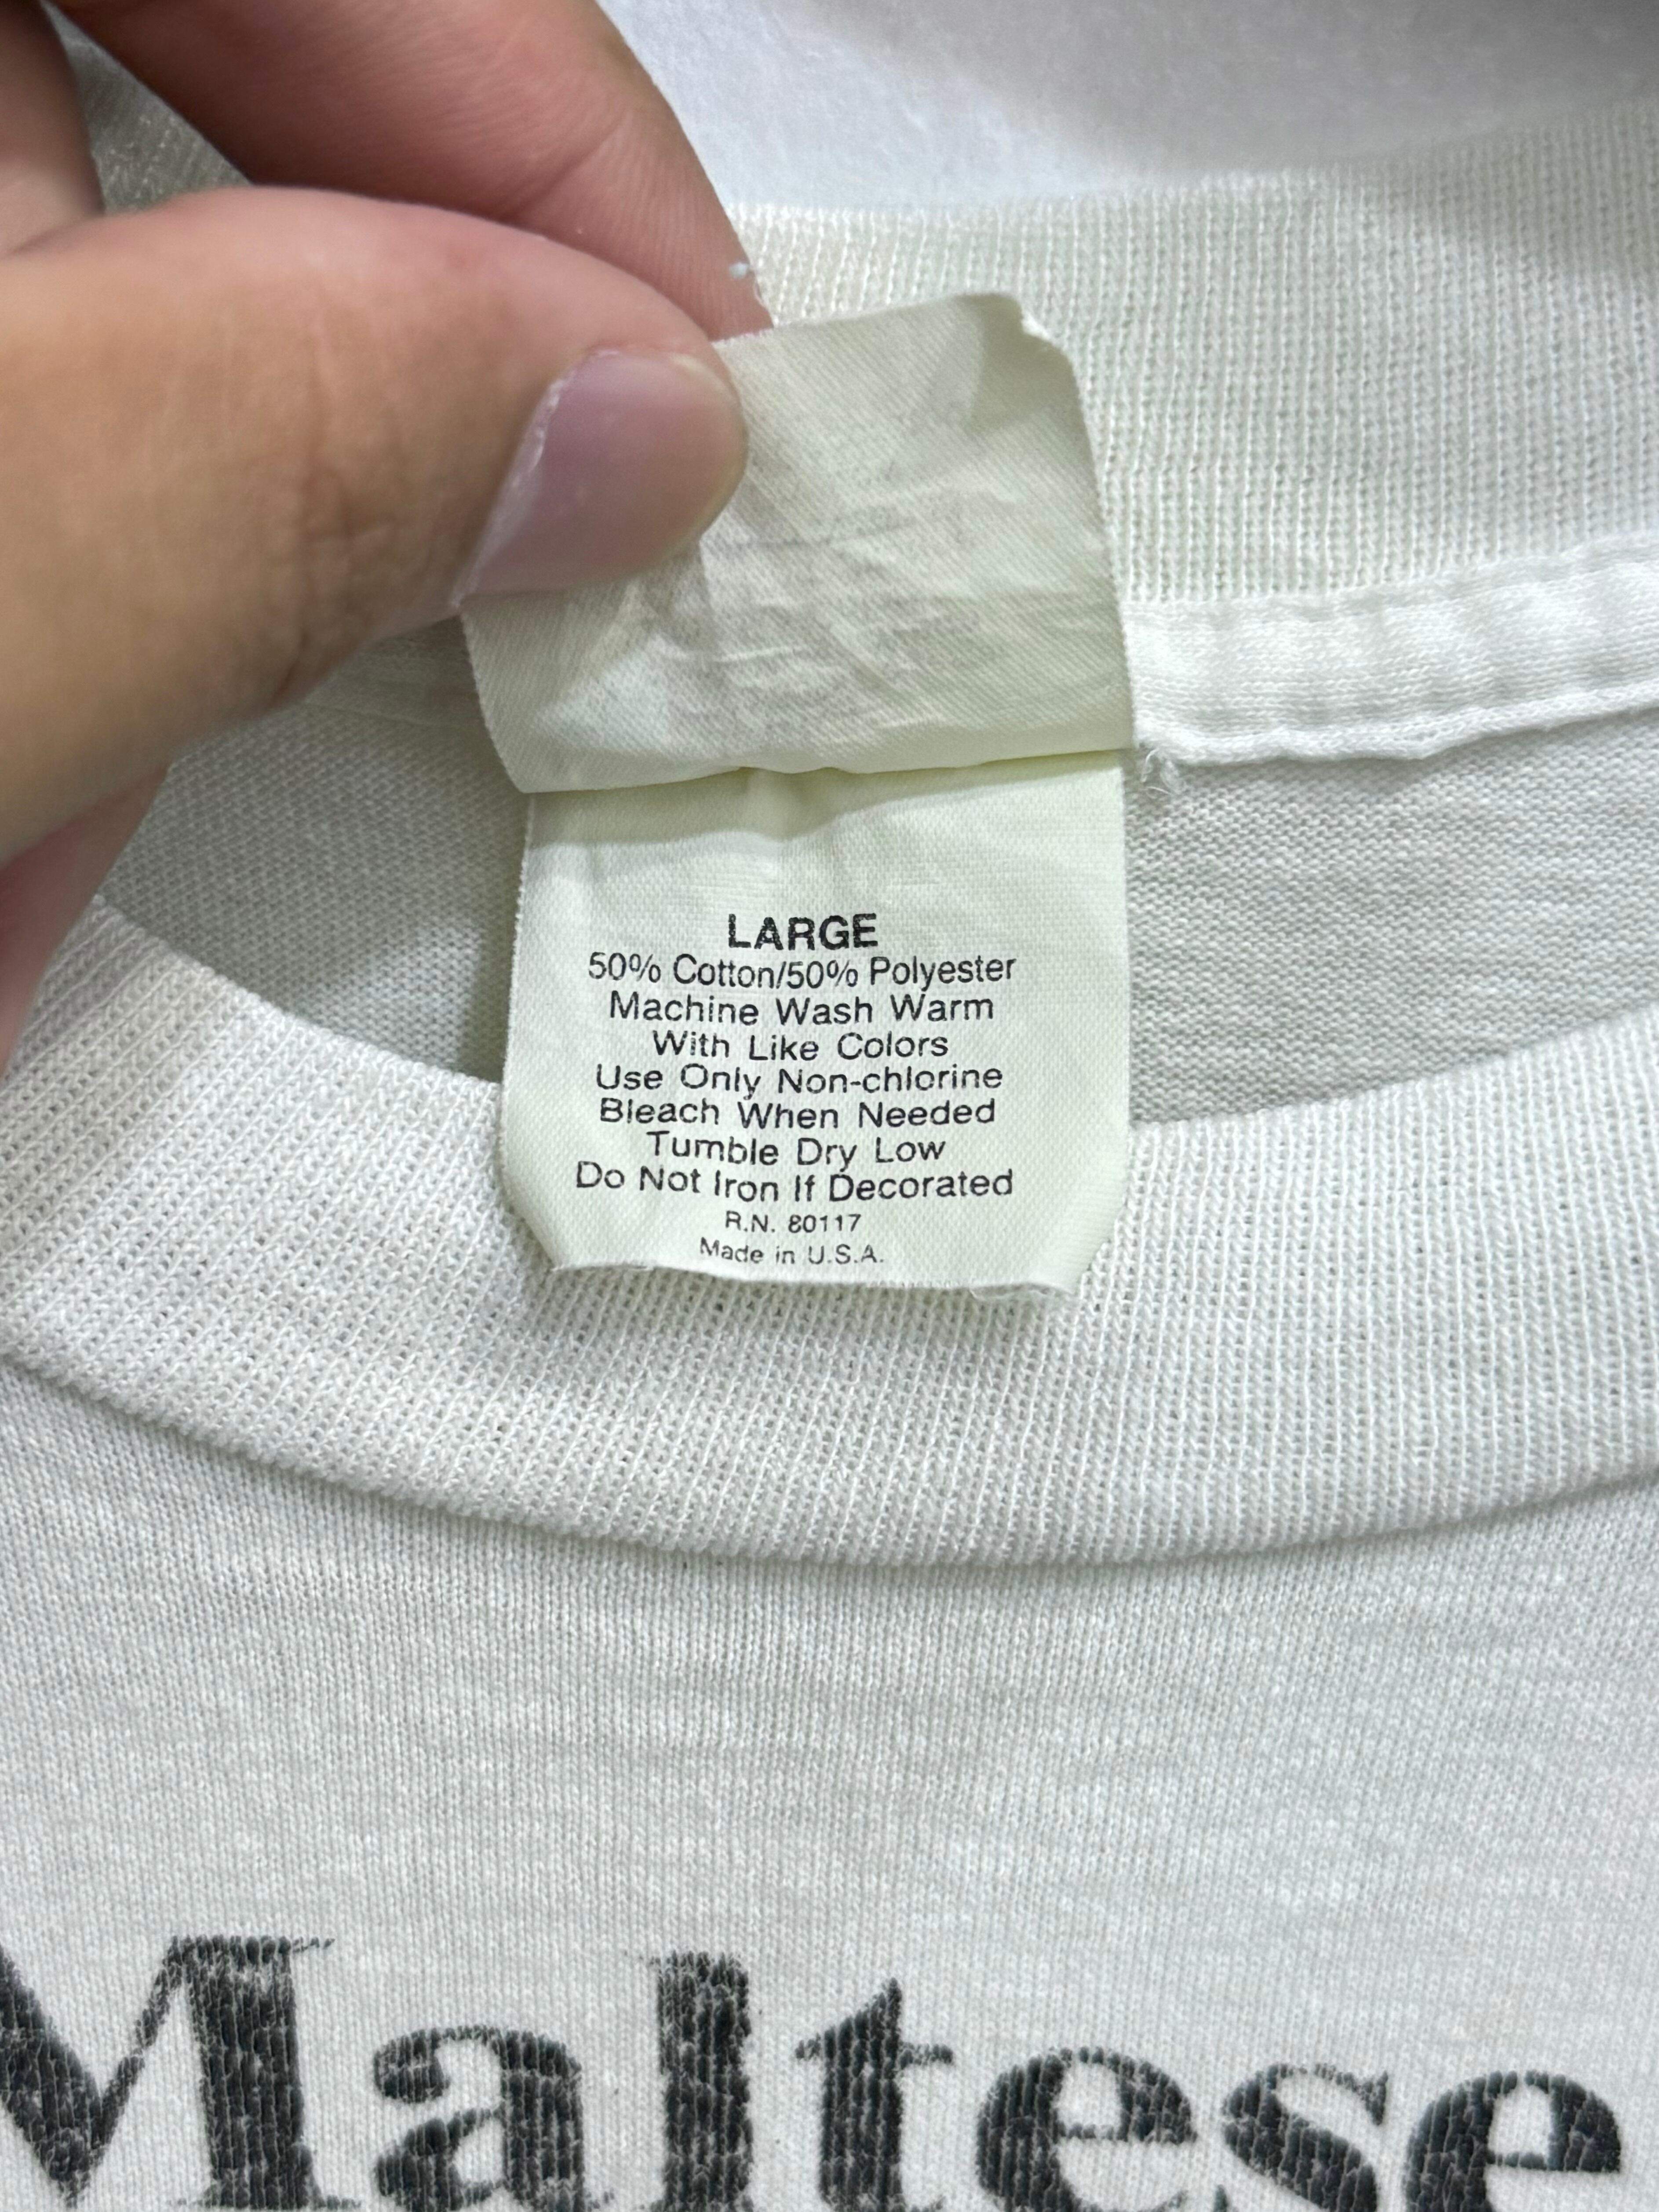 LARGE
50% Cotton/50% Polyester
Machine Wash Warm
With Like Colors
Use Only Non-chlorine
Bleach When Needed
Tumble Dry Low
Do Not Iron If Decorated
R.N. 80117
Made in U.S.A.
Maltese